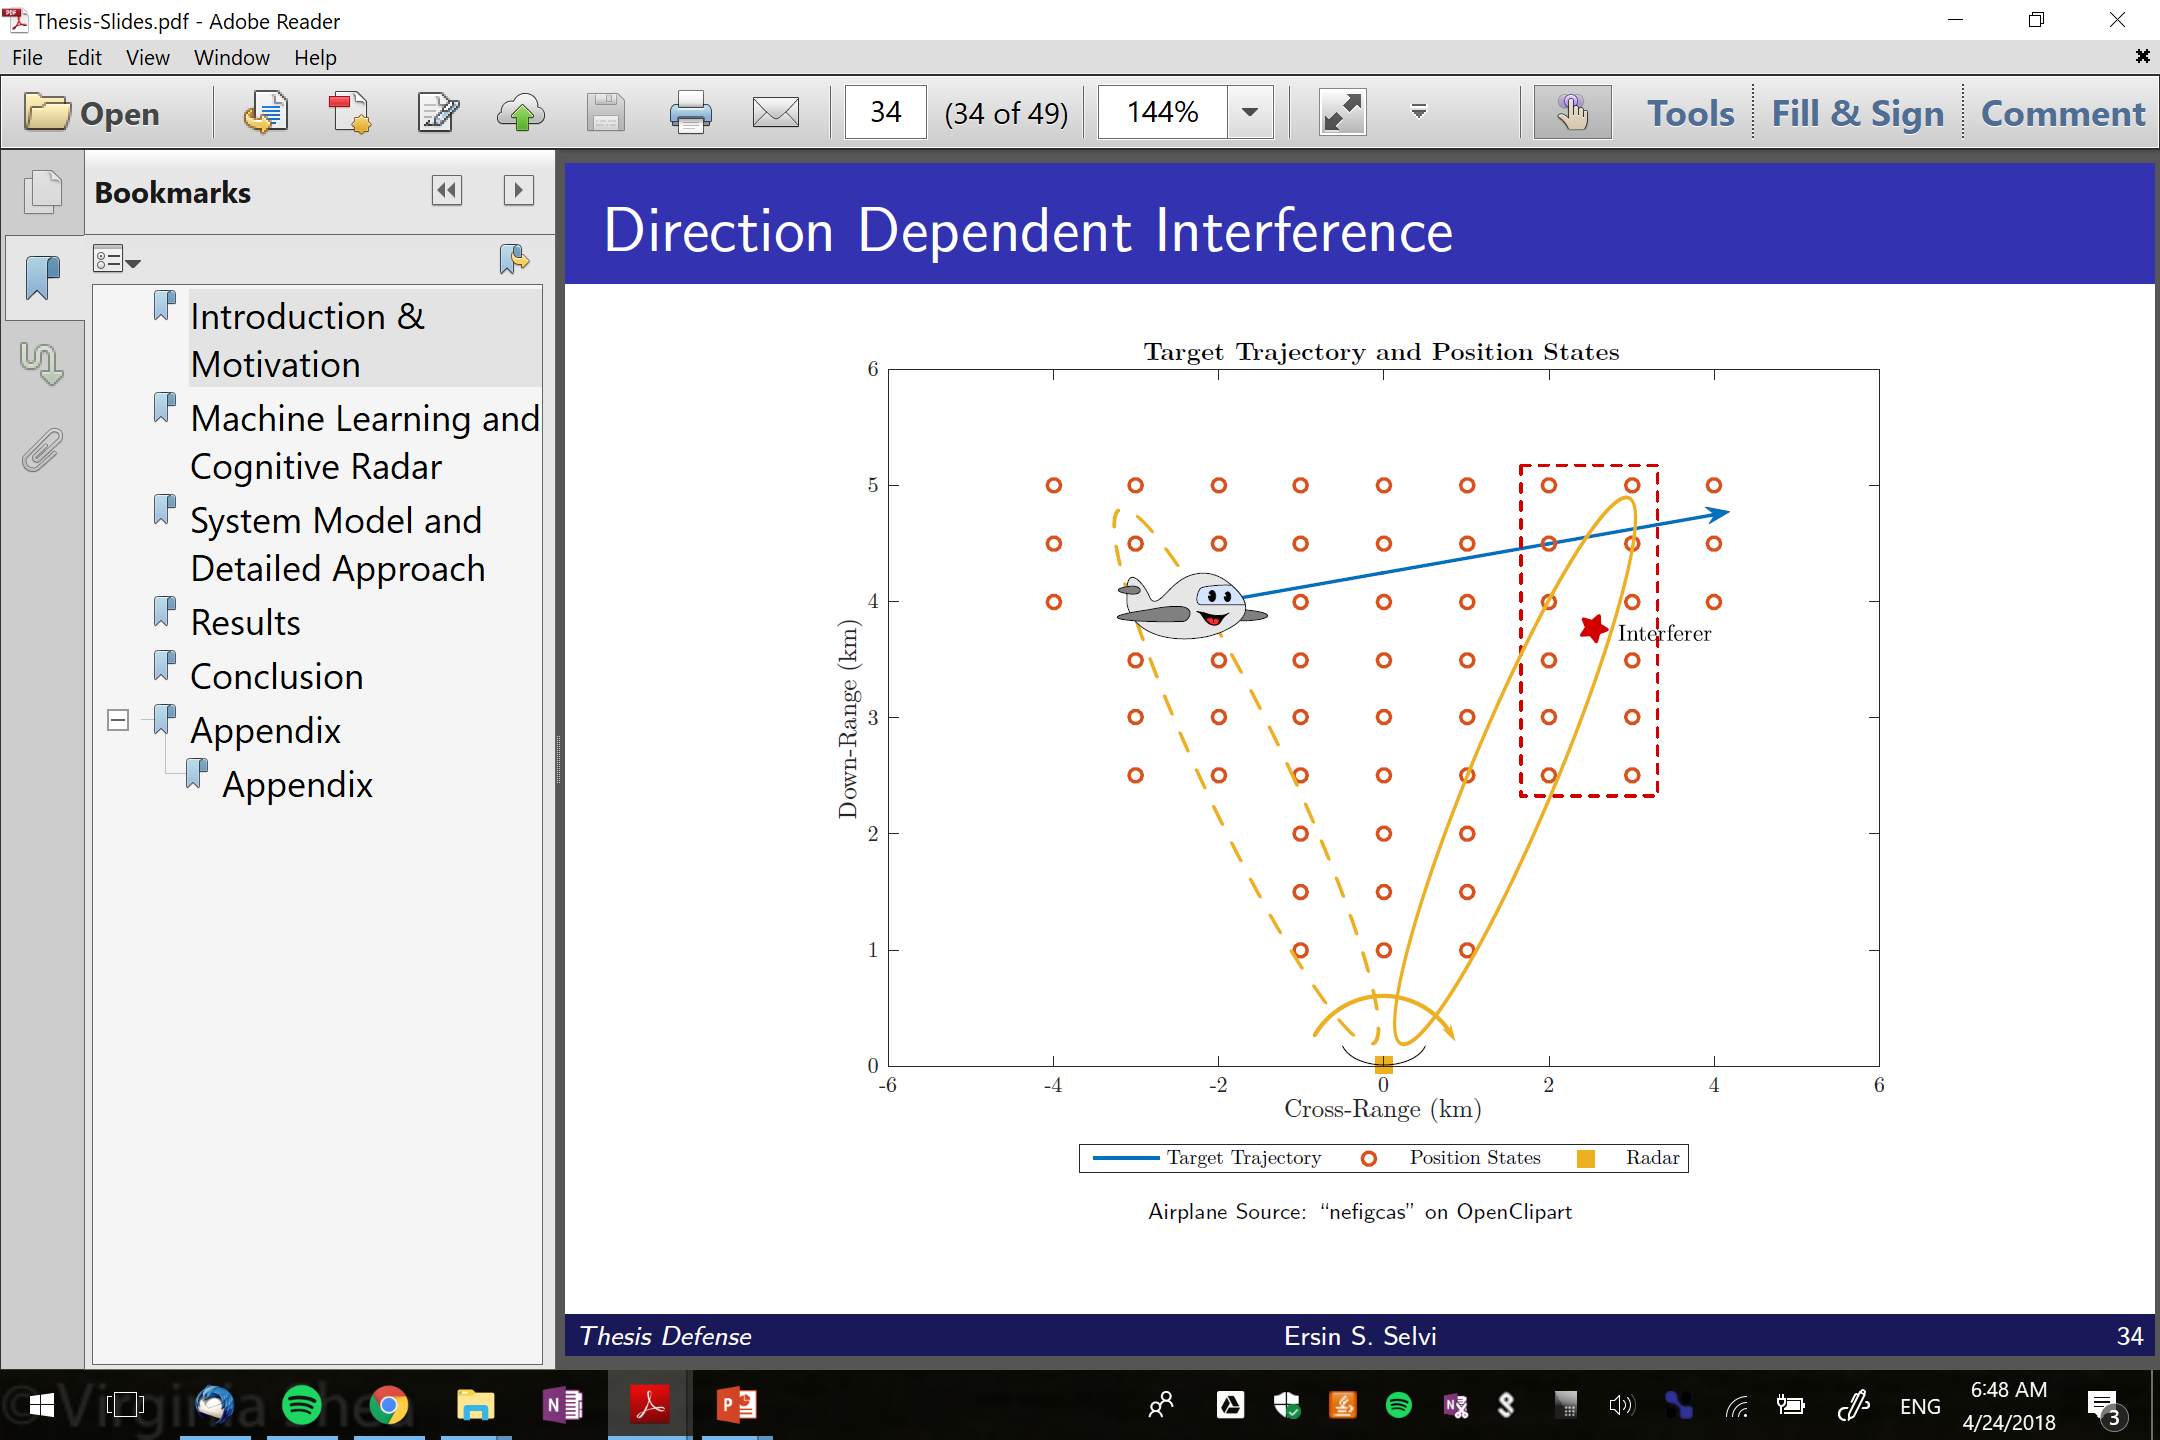 Thesis-Slides.pdf - Adobe Reader
File Edit View Window Help
Open 34 (34 of 49) 144% Tools Fill & Sign Comment
Bookmarks
Introduction &
Motivation
Machine Learning and
Cognitive Radar
System Model and
Detailed Approach
Results
Conclusion
Appendix
Appendix
Direction Dependent Interference
Target Trajectory and Position States
6
5
4
3
2
1
0
Down-Range (km)
Interferer
-6 -4 -2 0 2 4 6
Cross-Range (km)
Target Trajectory Position States Radar
Airplane Source: “nefigcas” on OpenClipart
Thesis Defense Ersin S. Selvi 34
ENG
6:48 AM
4/24/2018
3